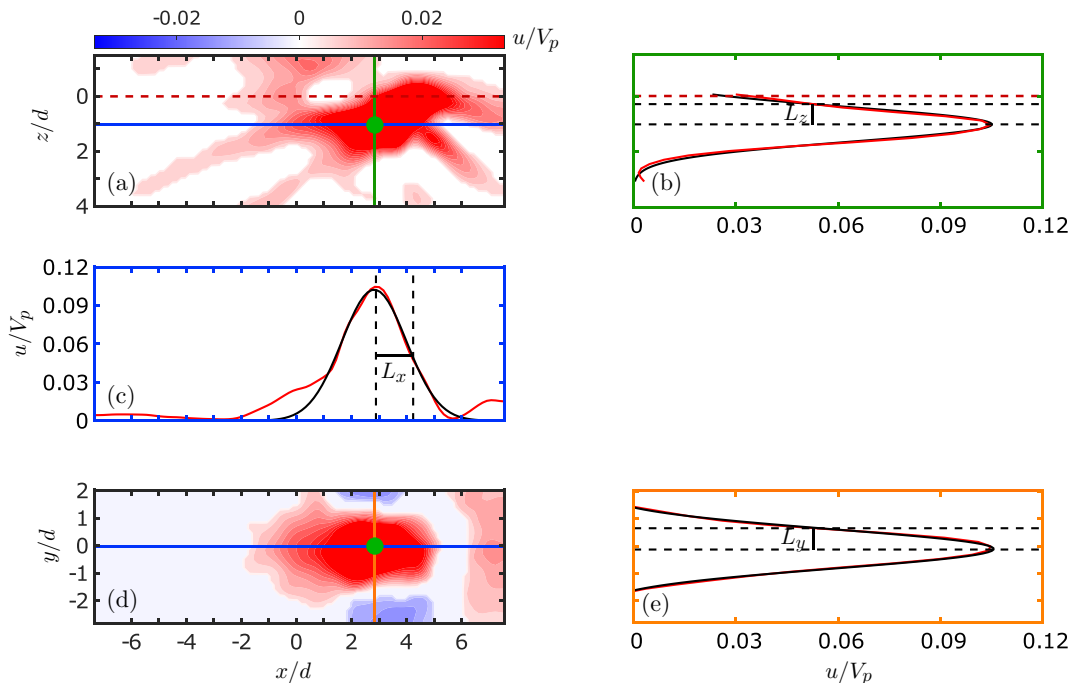 -0.02 0 0.02 u/V_p
z/d
0
2
4
(a)
L_z
(b)
0 0.03 0.06 0.09 0.12
u/V_p
0.12
0.09
0.06
0.03
0
L_x
(c)
y/d
2
1
0
-1
-2
(d)
-6 -4 -2 0 2 4 6
x/d
L_y
(e)
0 0.03 0.06 0.09 0.12
u/V_p